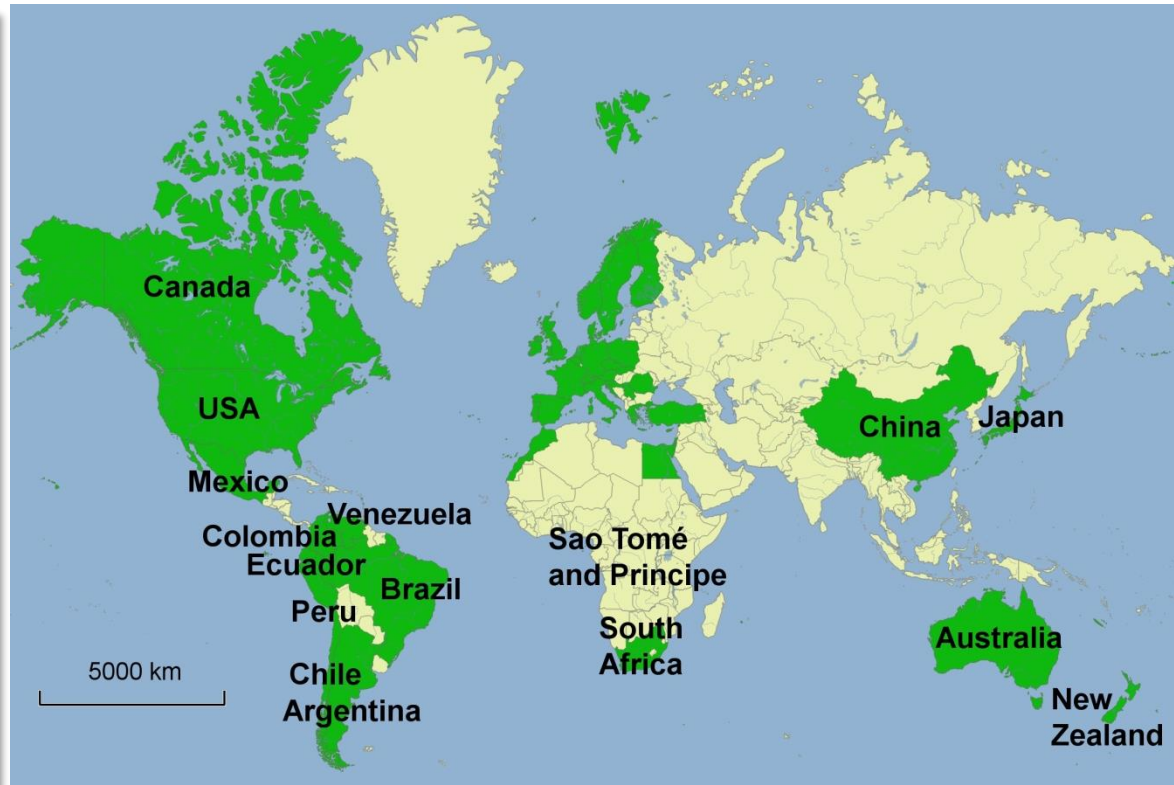 Canada
USA
Mexico
Venezuela
Colombia
Ecuador
Brazil
Peru
Chile
Argentina
5000 km
Sao Tomé
and Principe
South
Africa
China
Japan
Australia
New
Zealand